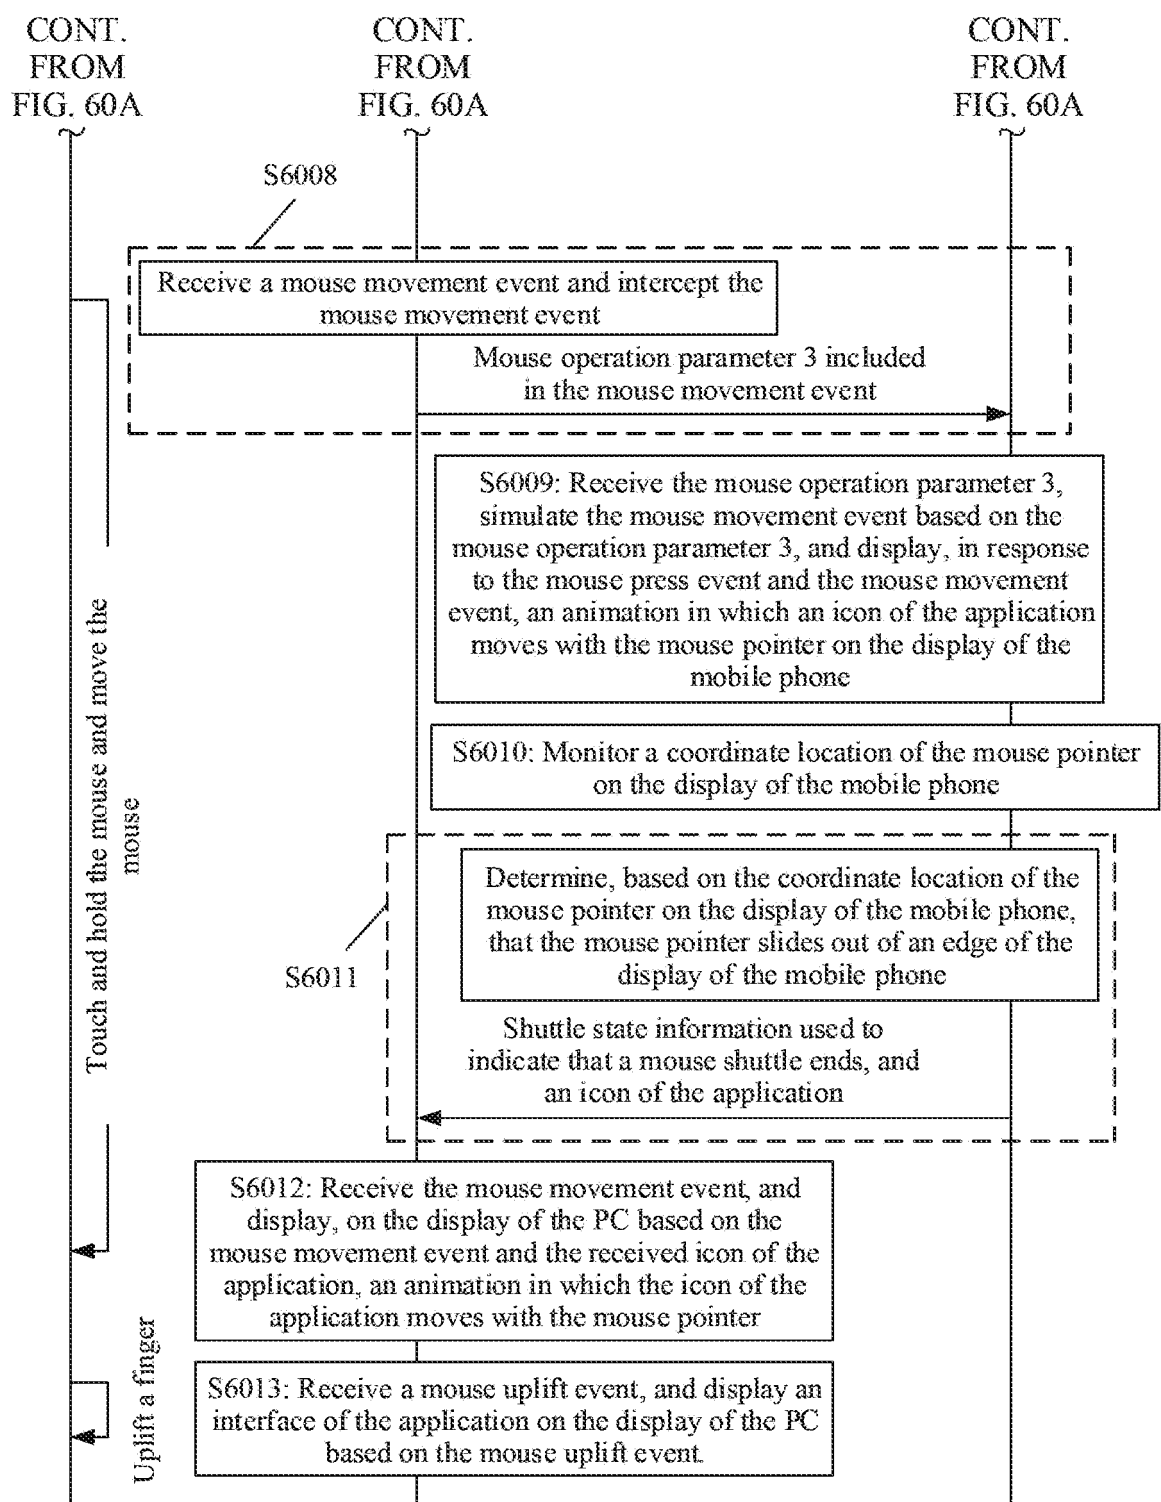 CONT.
FROM
FIG. 60A
CONT.
FROM
FIG. 60A
CONT.
FROM
FIG. 60A
S6008
Receive a mouse movement event and intercept the
mouse movement event
Mouse operation parameter 3 included
in the mouse movement event
S6009: Receive the mouse operation parameter 3,
simulate the mouse movement event based on the
mouse operation parameter 3, and display, in response
to the mouse press event and the mouse movement
event, an animation in which an icon of the application
moves with the mouse pointer on the display of the
mobile phone
Touch and hold the mouse and move the
mouse
S6010: Monitor a coordinate location of the mouse pointer
on the display of the mobile phone
Determine, based on the coordinate location of the
mouse pointer on the display of the mobile phone,
that the mouse pointer slides out of an edge of the
display of the mobile phone
S6011
Shuttle state information used to
indicate that a mouse shuttle ends, and
an icon of the application
S6012: Receive the mouse movement event, and
display, on the display of the PC based on the
mouse movement event and the received icon of the
application, an animation in which the icon of the
application moves with the mouse pointer
Uplift a finger
S6013: Receive a mouse uplift event, and display an
interface of the application on the display of the PC
based on the mouse uplift event.